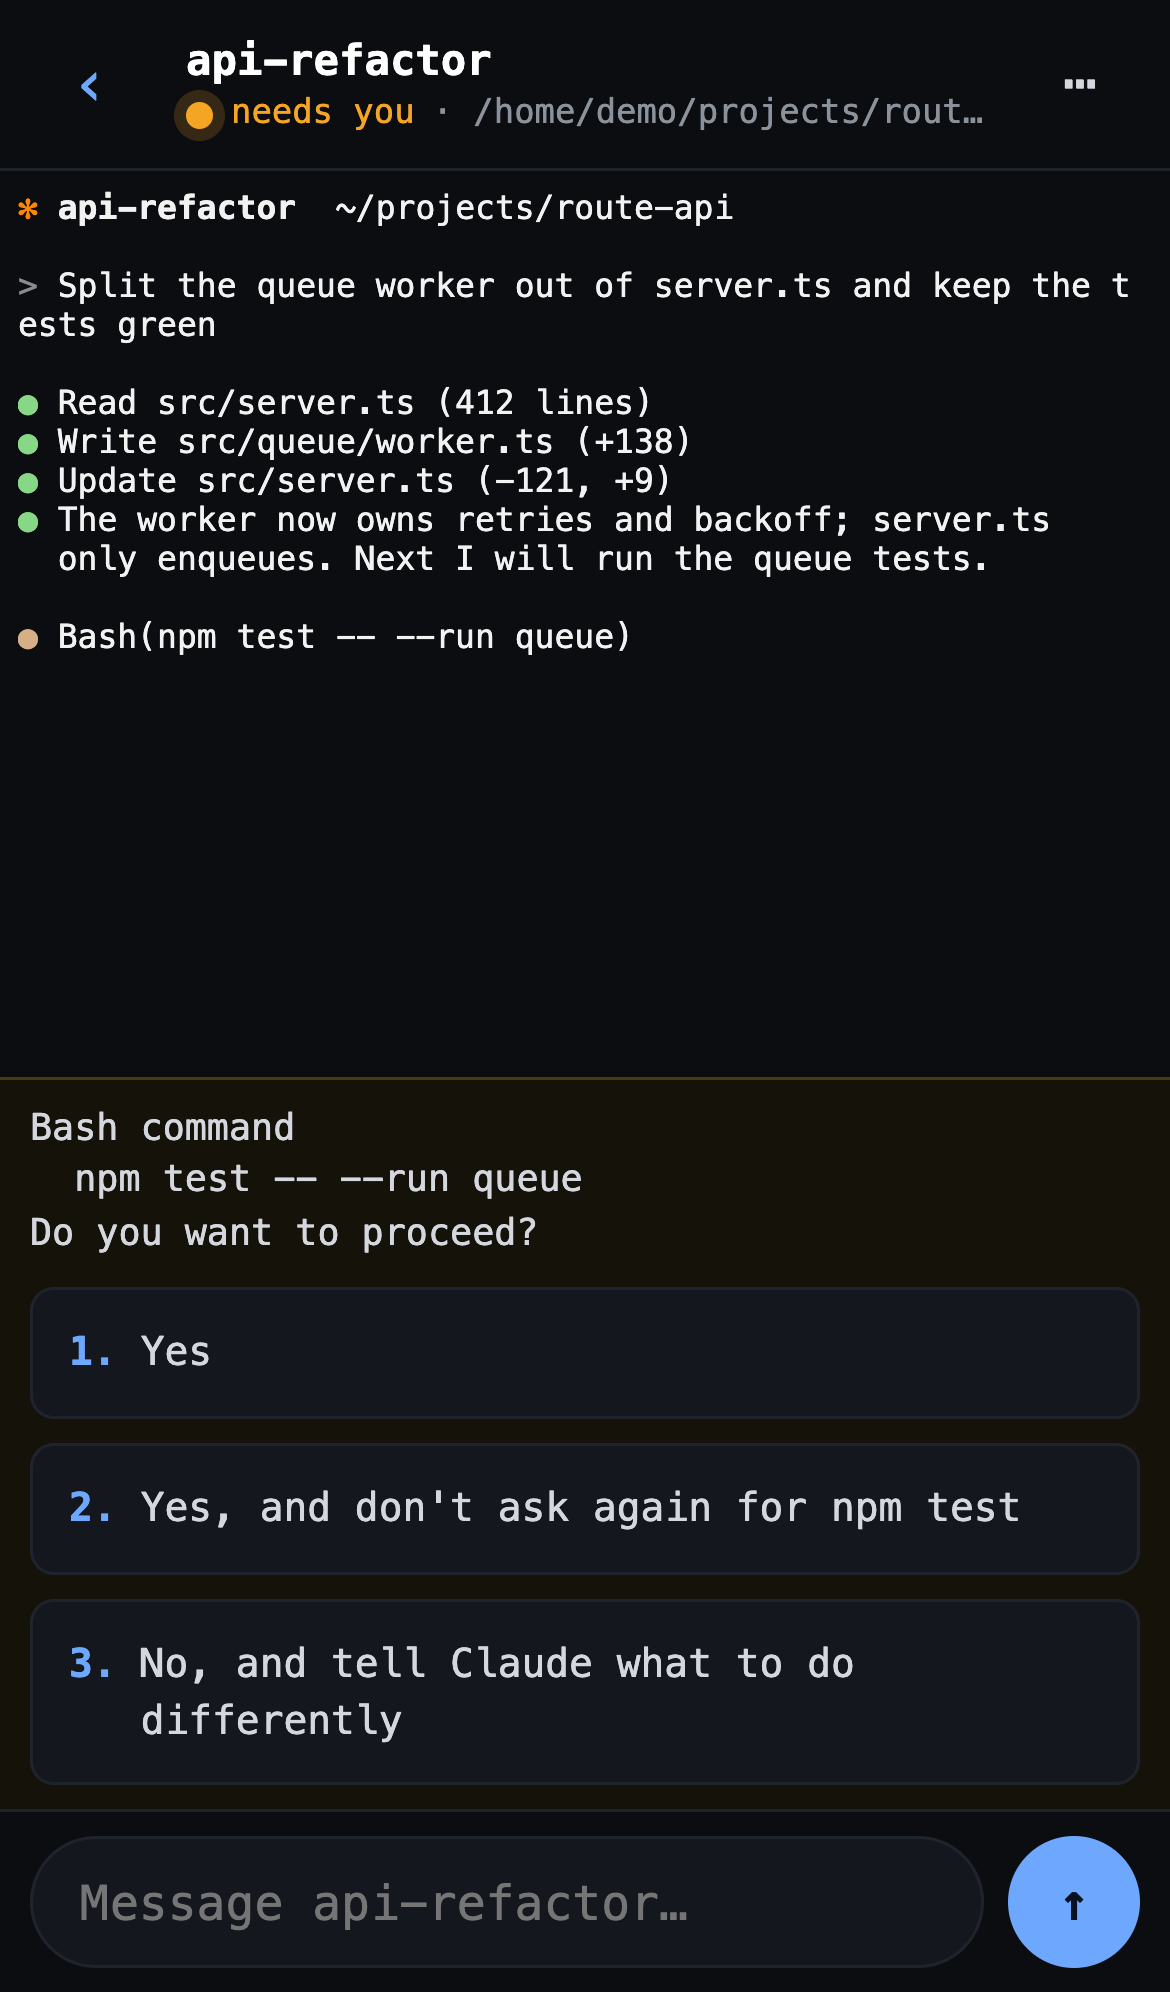 api-refactor
needs you · /home/demo/projects/rout…
✻ api-refactor  ~/projects/route-api
> Split the queue worker out of server.ts and keep the t
ests green
● Read src/server.ts (412 lines)
● Write src/queue/worker.ts (+138)
● Update src/server.ts (-121, +9)
● The worker now owns retries and backoff; server.ts
only enqueues. Next I will run the queue tests.
● Bash(npm test -- --run queue)
Bash command
npm test -- --run queue
Do you want to proceed?
1. Yes
2. Yes, and don't ask again for npm test
3. No, and tell Claude what to do
differently
Message api-refactor…